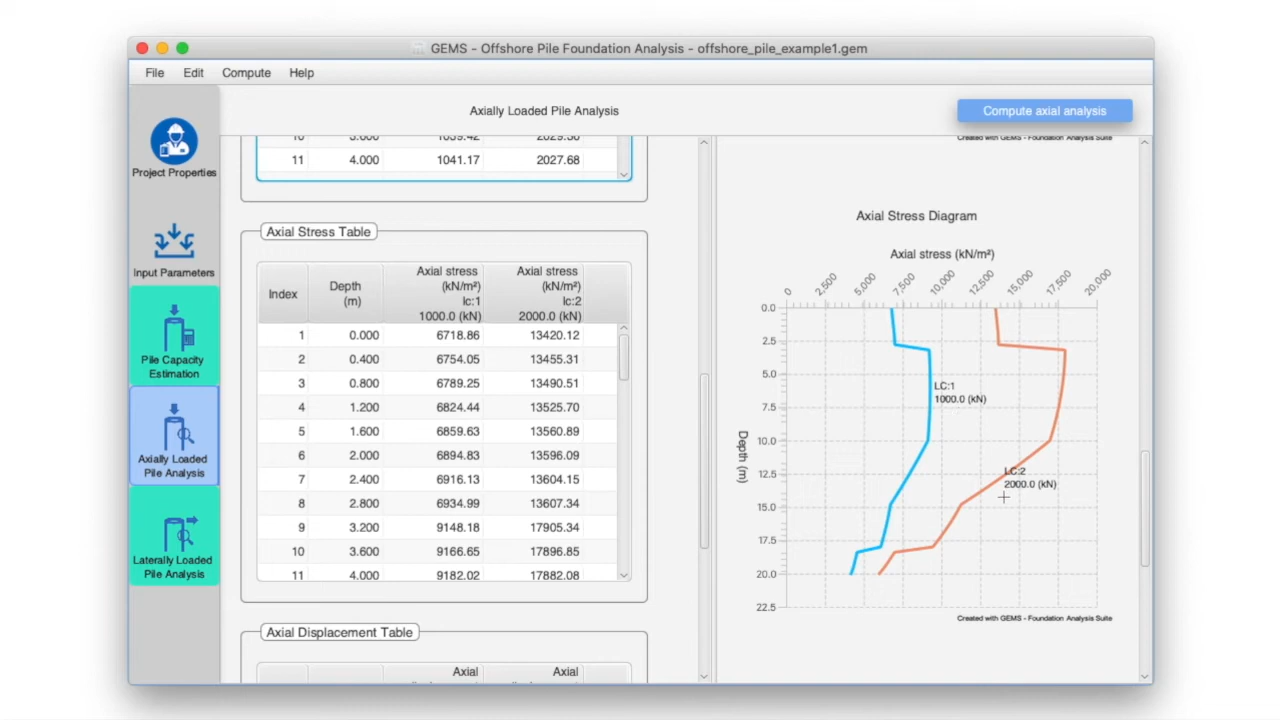 GEMS - Offshore Pile Foundation Analysis - offshore_pile_example1.gem
File Edit Compute Help
Axially Loaded Pile Analysis
Compute axial analysis
Project Properties
Input Parameters
Pile Capacity
Estimation
Axially Loaded
Pile Analysis
Laterally Loaded
Pile Analysis
10 3.600 1039.42 2029.30
11 4.000 1041.17 2027.68
Axial Stress Table
Index
Depth
(m)
Axial stress
(kN/m²)
lc:1
1000.0 (kN)
Axial stress
(kN/m²)
lc:2
2000.0 (kN)
1 0.000 6718.86 13420.12
2 0.400 6754.05 13455.31
3 0.800 6789.25 13490.51
4 1.200 6824.44 13525.70
5 1.600 6859.63 13560.89
6 2.000 6894.83 13596.09
7 2.400 6916.13 13604.15
8 2.800 6934.99 13607.34
9 3.200 9148.18 17905.34
10 3.600 9166.65 17896.85
11 4.000 9182.02 17882.08
Axial Displacement Table
Axial Axial
Created with GEMS - Foundation Analysis Suite
Axial Stress Diagram
Axial stress (kN/m²)
0 2,500 5,000 7,500 10,000 12,500 15,000 17,500 20,000
Depth (m)
0.0
2.5
5.0
7.5
10.0
12.5
15.0
17.5
20.0
22.5
LC:1
1000.0 (kN)
LC:2
2000.0 (kN)
Created with GEMS - Foundation Analysis Suite